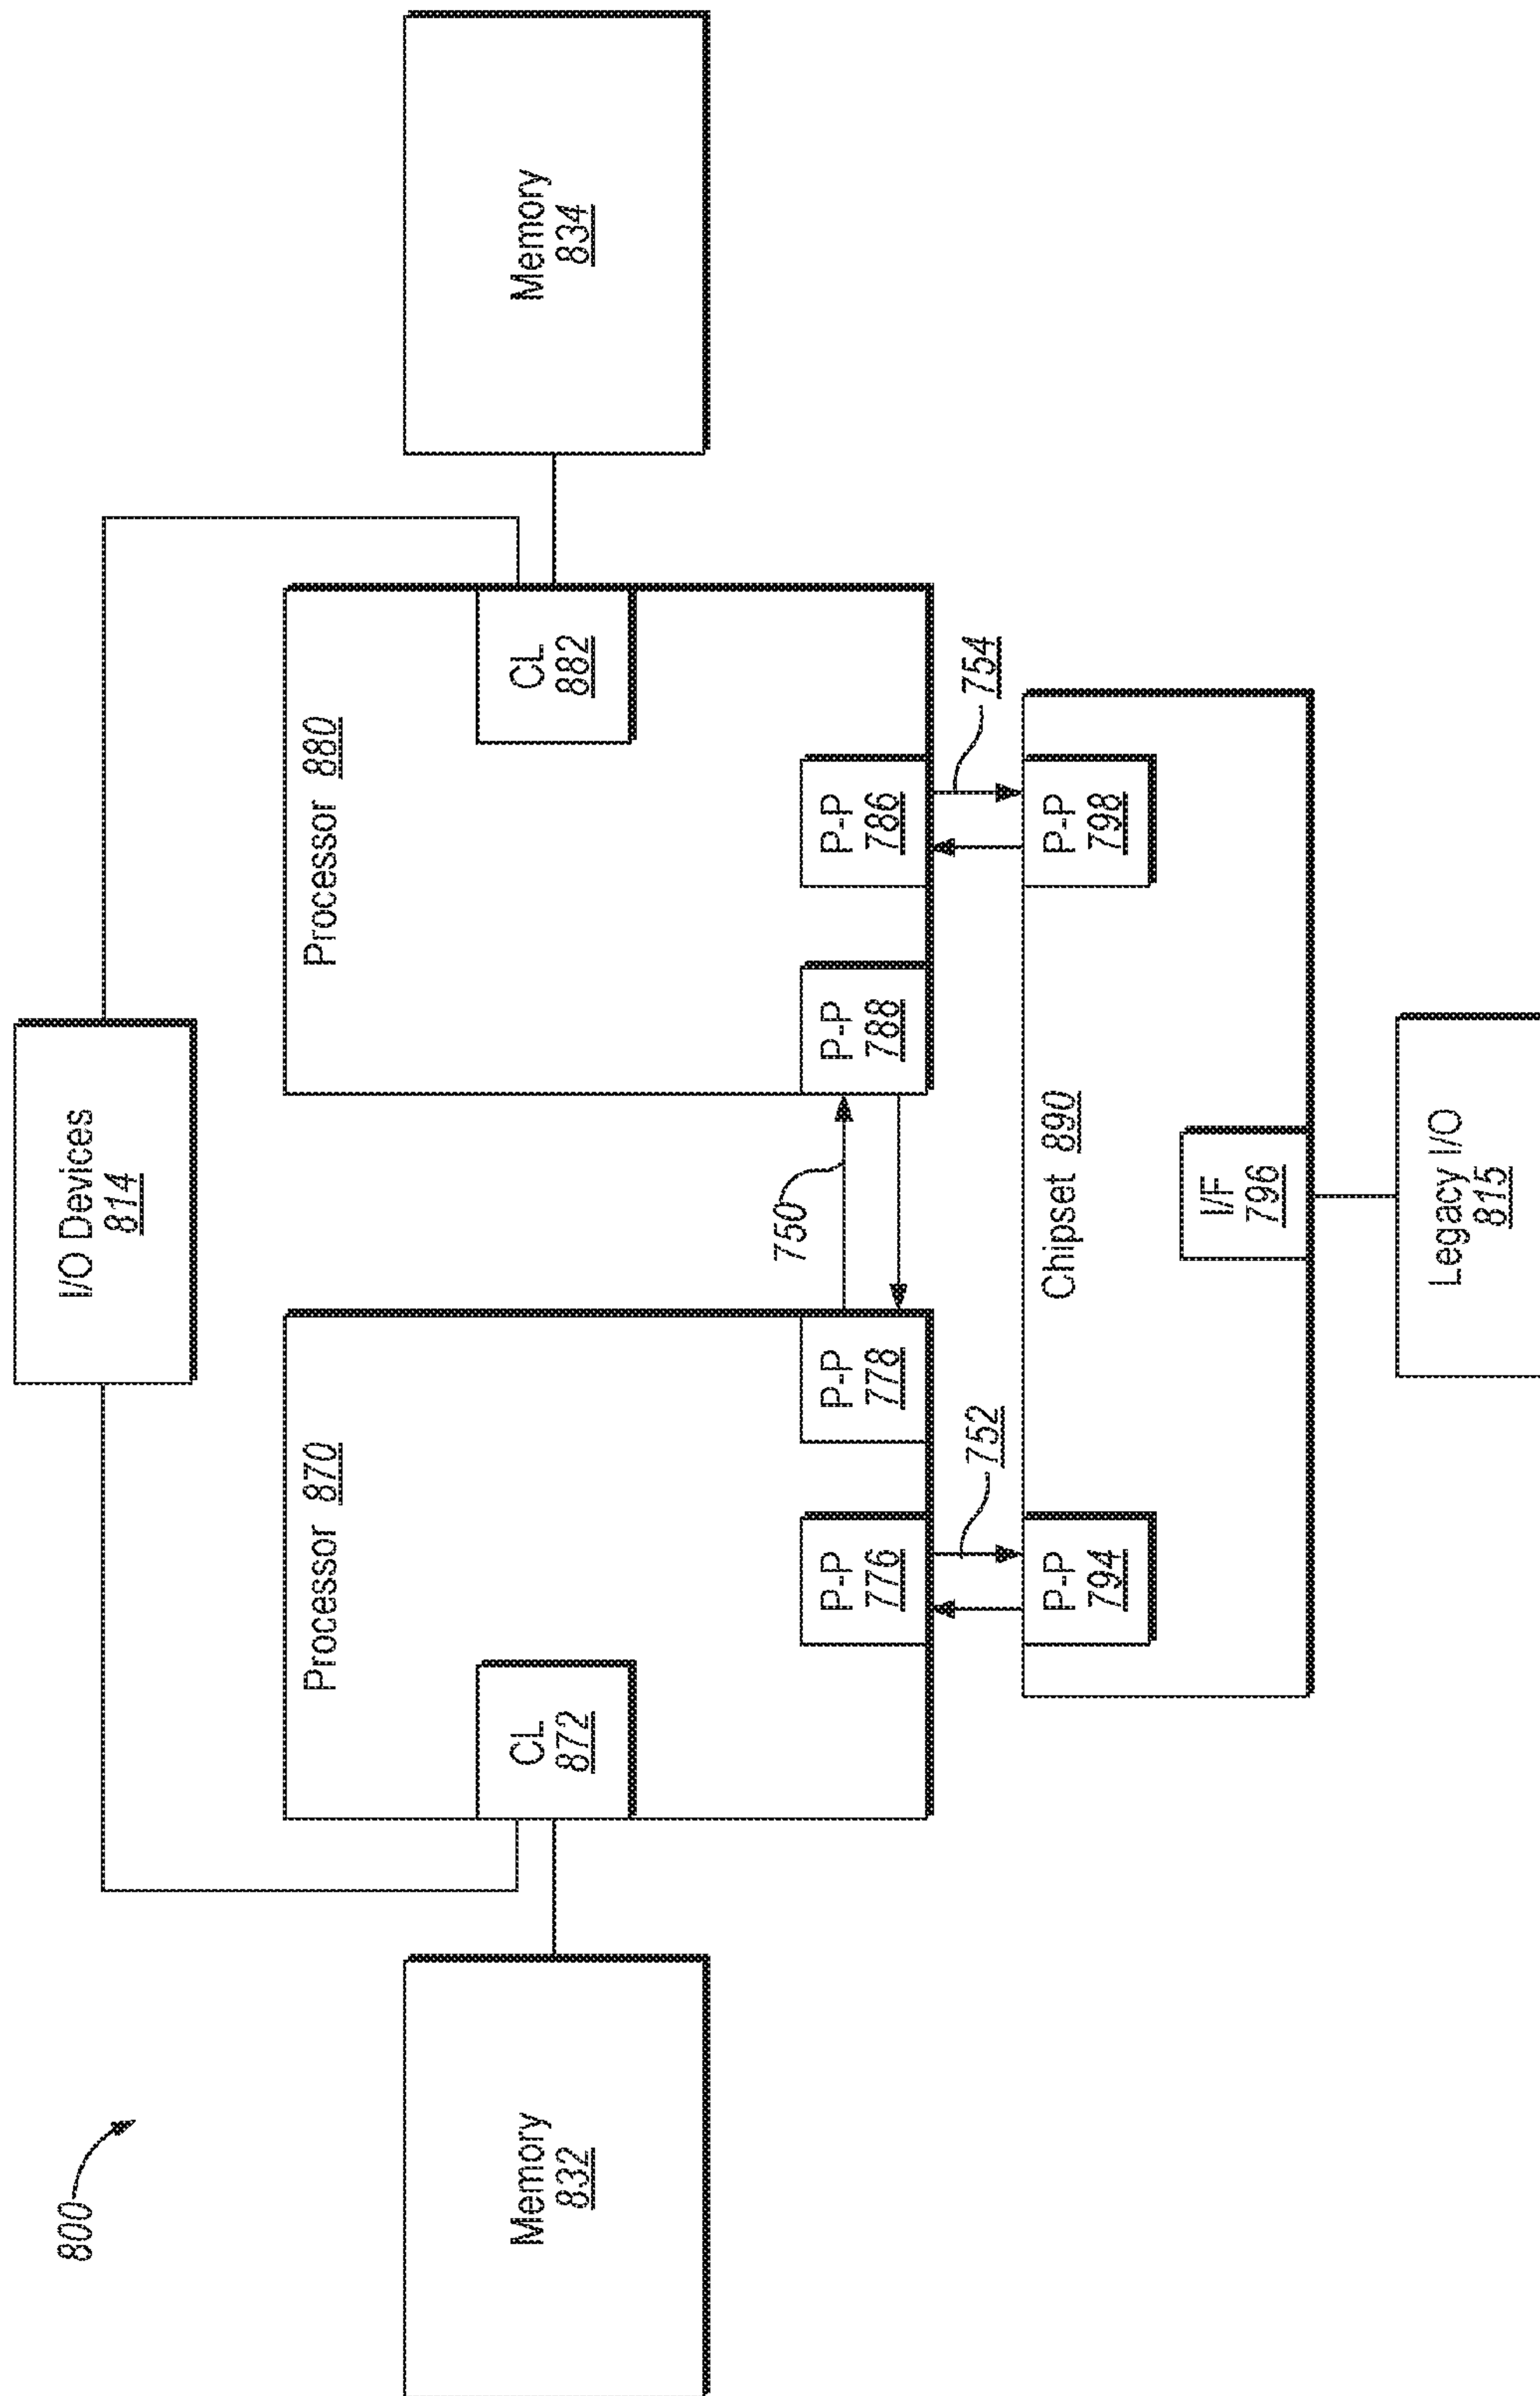 800
I/O Devices
814
Memory
832
CL
872
Processor 870
P-P
776
P-P
778
750
Processor 880
CL
882
P-P
788
P-P
786
Memory
834
752
754
P-P
794
Chipset 890
P-P
798
I/F
796
Legacy I/O
815